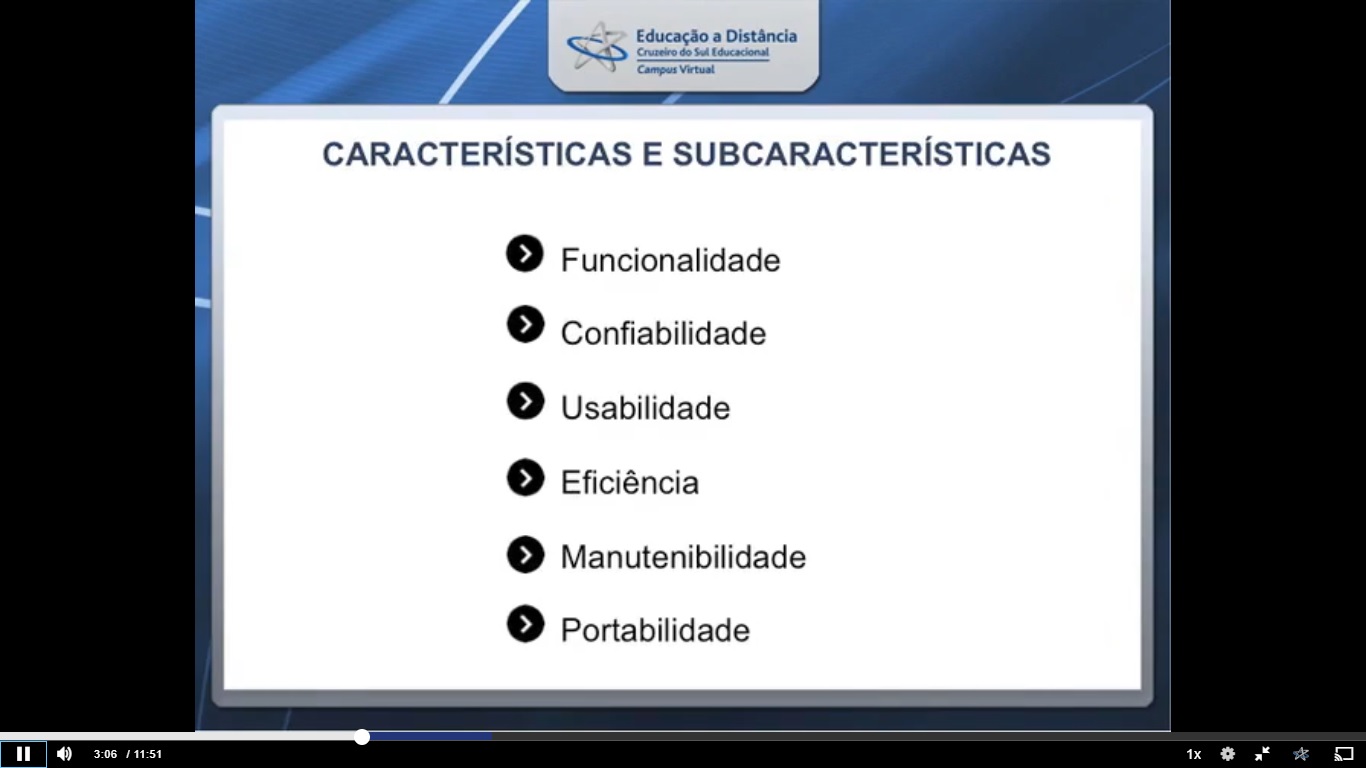 Educação a Distância
Cruzeiro do Sul Educacional
Campus Virtual
CARACTERÍSTICAS E SUBCARACTERÍSTICAS
Funcionalidade
Confiabilidade
Usabilidade
Eficiência
Manutenibilidade
Portabilidade
3:06 / 11:51 1x